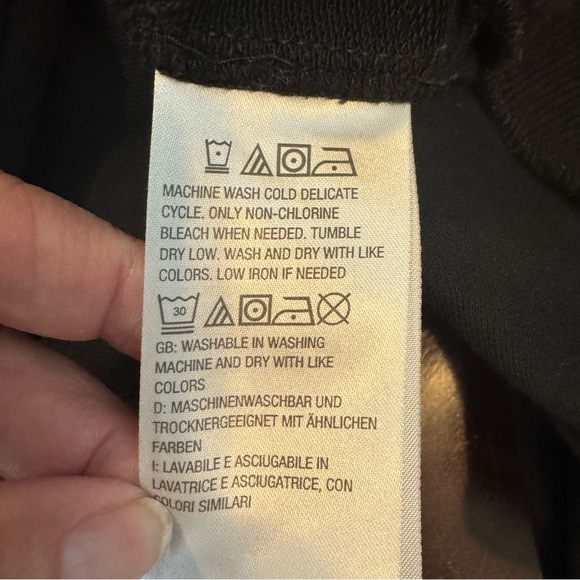 MACHINE WASH COLD DELICATE
CYCLE. ONLY NON-CHLORINE
BLEACH WHEN NEEDED. TUMBLE
DRY LOW. WASH AND DRY WITH LIKE
COLORS. LOW IRON IF NEEDED
30
GB: WASHABLE IN WASHING
MACHINE AND DRY WITH LIKE
COLORS
D: MASCHINENWASCHBAR UND
TROCKNERGEEIGNET MIT ÄHNLICHEN
FARBEN
I: LAVABILE E ASCIUGABILE IN
LAVATRICE E ASCIUGATRICE, CON
COLORI SIMILARI